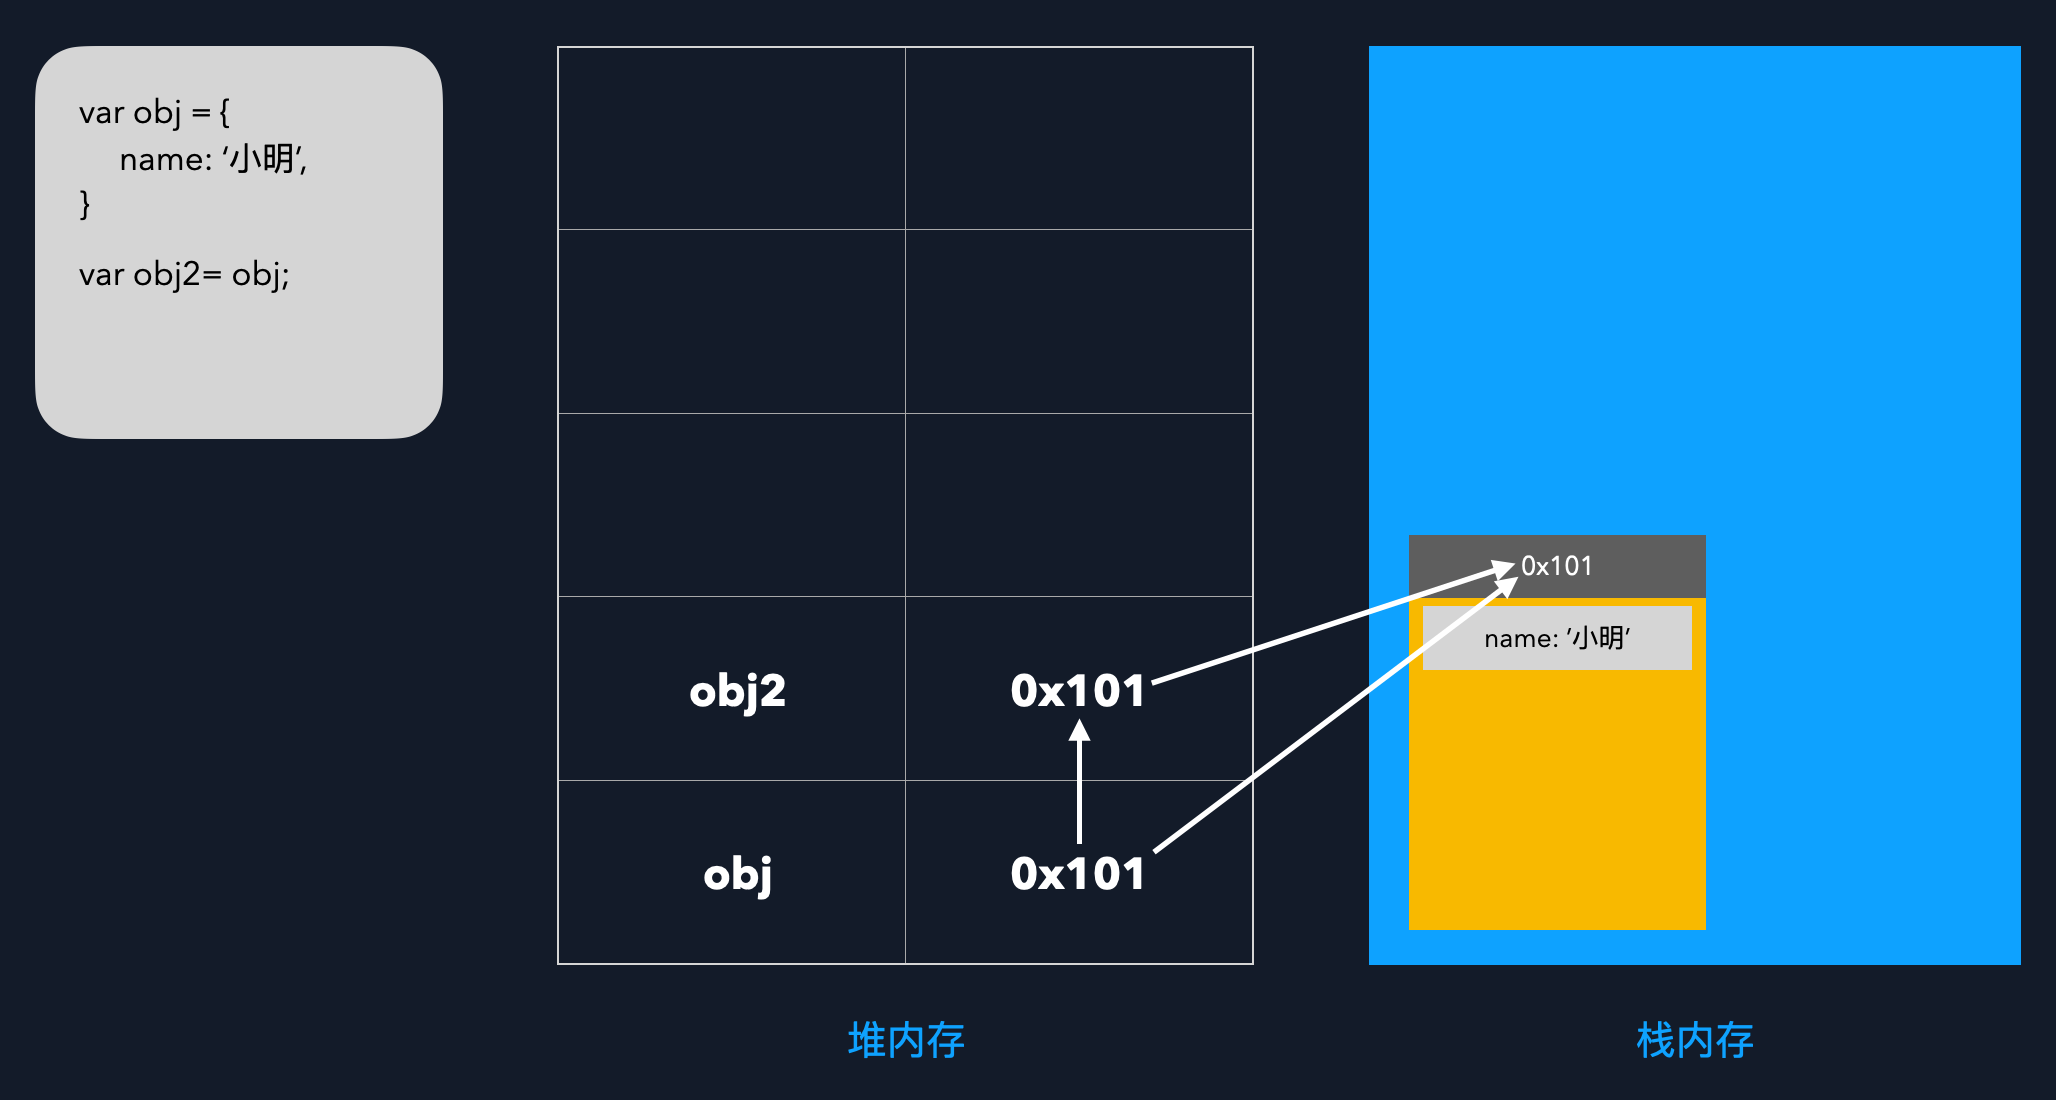 var obj = {
name: ‘小明’,
}
var obj2= obj;
0x101
name: ’小明’
obj2 0x101
obj 0x101
堆内存
栈内存